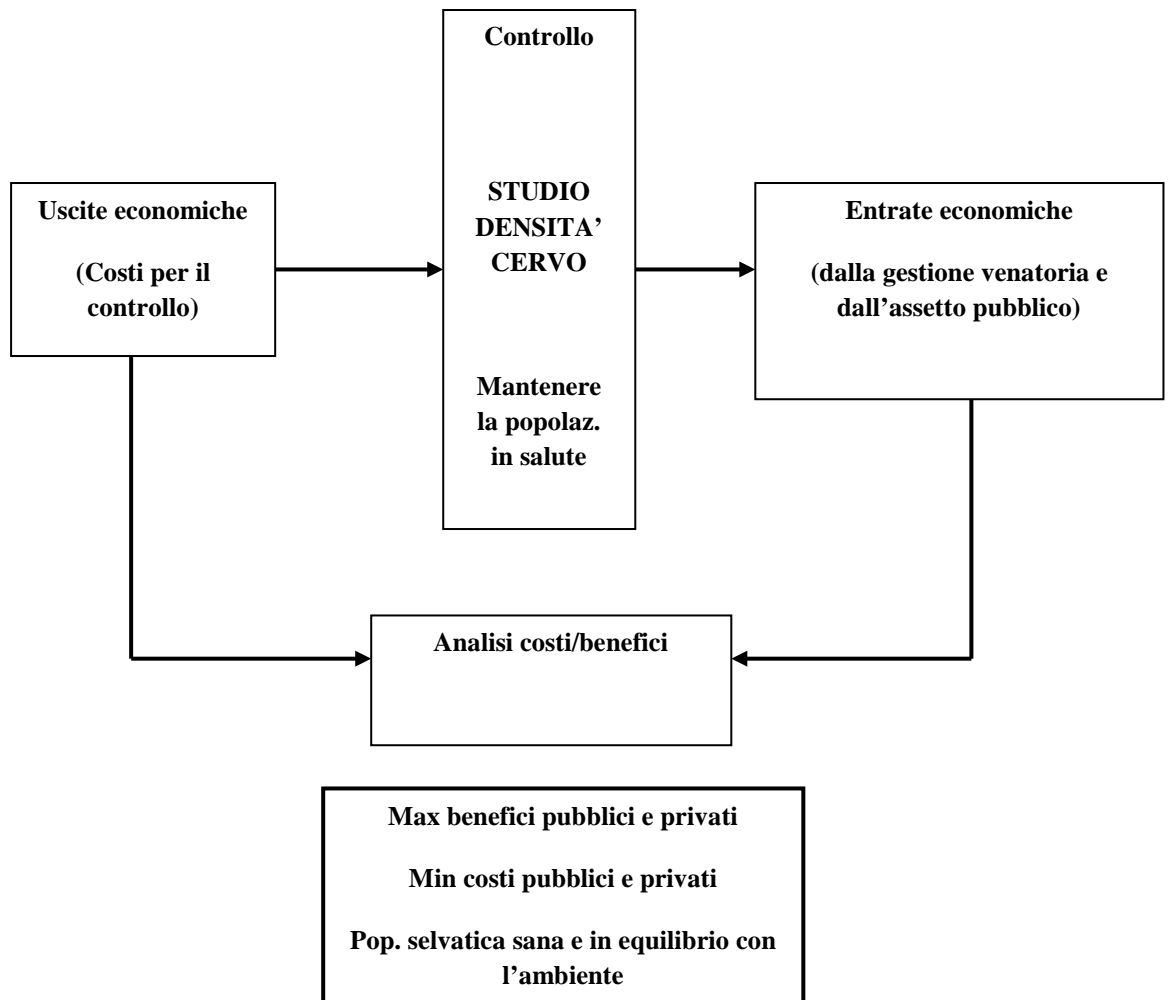 Controllo
STUDIO
DENSITA’
CERVO
Mantenere
la popolaz.
in salute
Uscite economiche
(Costi per il
controllo)
Entrate economiche
(dalla gestione venatoria e
dall’assetto pubblico)
Analisi costi/benefici
Max benefici pubblici e privati
Min costi pubblici e privati
Pop. selvatica sana e in equilibrio con
l’ambiente